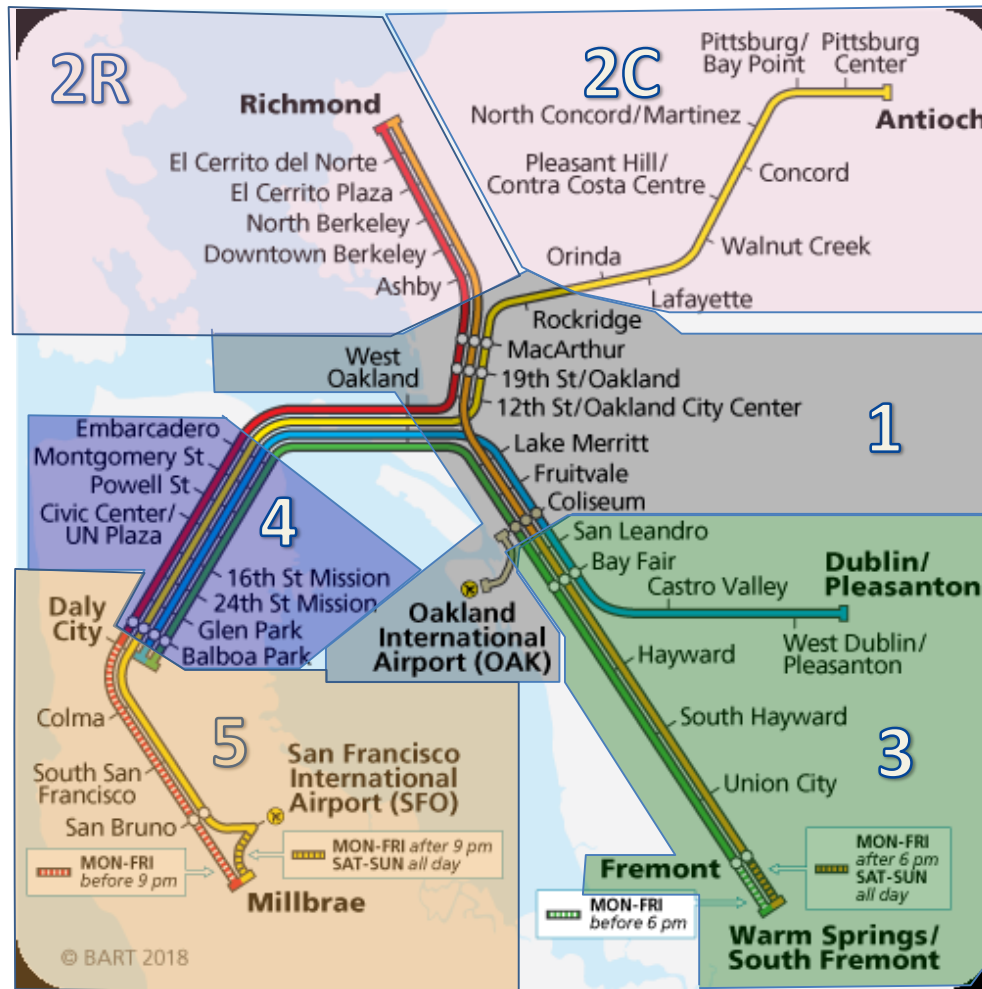 2R
2C
Pittsburg/
Bay Point
Pittsburg
Center
Richmond
North Concord/Martinez
Antioch
El Cerrito del Norte
Pleasant Hill/
Contra Costa Centre
Concord
El Cerrito Plaza
North Berkeley
Downtown Berkeley
Walnut Creek
Orinda
Ashby
Lafayette
Rockridge
West
Oakland
MacArthur
19th St/Oakland
12th St/Oakland City Center
1
Embarcadero
Lake Merritt
Montgomery St
Fruitvale
Powell St
Coliseum
Civic Center/
UN Plaza
4
San Leandro
Bay Fair
Dublin/
Pleasanton
Castro Valley
16th St Mission
24th St Mission
Daly
City
Oakland
International
Airport (OAK)
Glen Park
Balboa Park
West Dublin/
Pleasanton
Hayward
Colma
5
South Hayward
San Francisco
International
Airport (SFO)
3
South San
Francisco
Union City
San Bruno
MON-FRI
before 9 pm
MON-FRI after 9 pm
SAT-SUN all day
Millbrae
Fremont
MON-FRI
after 6 pm
SAT-SUN
all day
MON-FRI
before 6 pm
Warm Springs/
South Fremont
© BART 2018